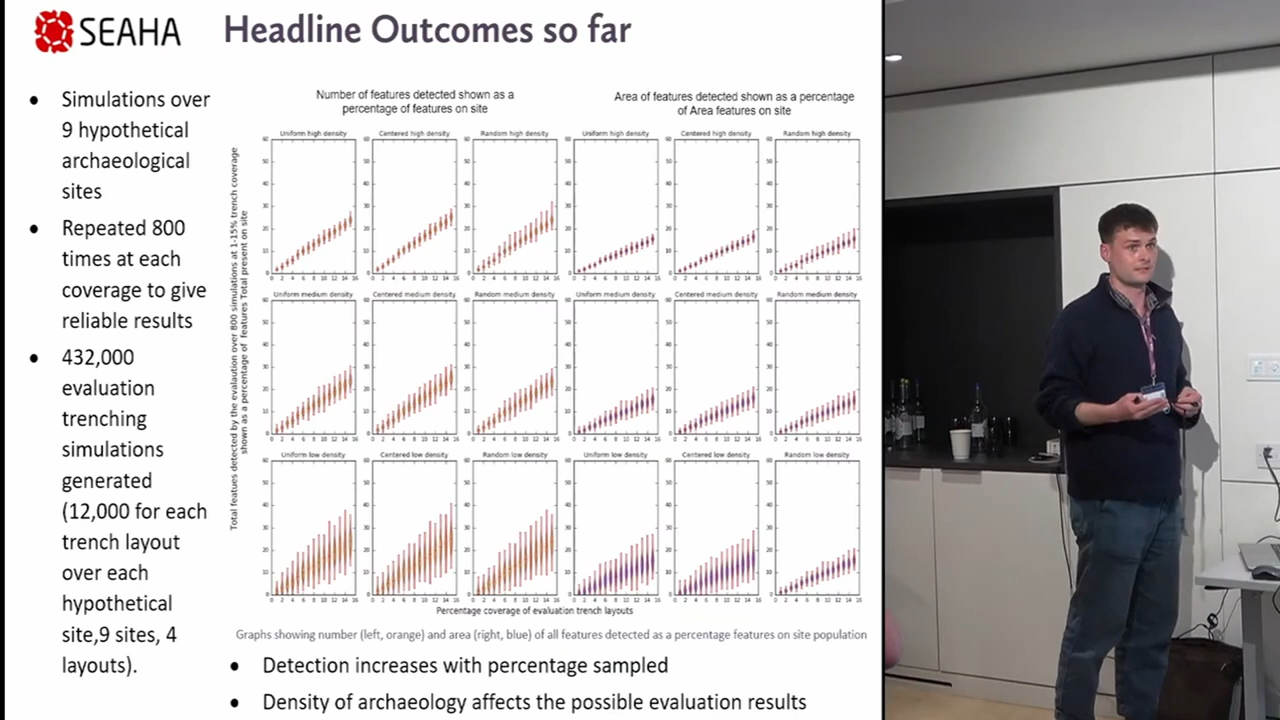 SEAHA
Headline Outcomes so far
• Simulations over
9 hypothetical
archaeological
sites
• Repeated 800
times at each
coverage to give
reliable results
• 432,000
evaluation
trenching
simulations
generated
(12,000 for each
trench layout
over each
hypothetical
site,9 sites, 4
layouts).
Number of features detected shown as a
percentage of features on site
Area of features detected shown as a percentage
of Area features on site
Total featues detected by the evalaution over 800 simulations at 1-15% trench coverage
shown as a percentage of features Total present on site
Uniform high density
Centered high density
Random high density
Uniform high density
Centered high density
Random high density
Uniform medium density
Centered medium density
Random medium density
Uniform medium density
Centered medium density
Random medium density
Uniform low density
Centered low density
Random low density
Uniform low density
Centered low density
Random low density
Percentage coverage of evaluation trench layouts
Graphs showing number (left, orange) and area (right, blue) of all features detected as a percentage features on site population
• Detection increases with percentage sampled
• Density of archaeology affects the possible evaluation results